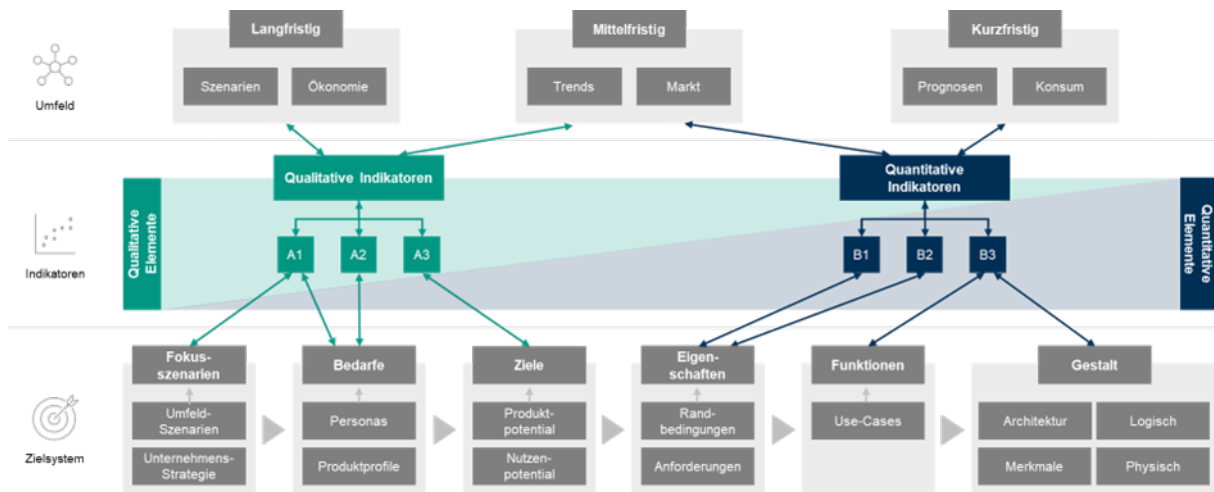 Langfristig
Mittelfristig
Kurzfristig
Szenarien
Ökonomie
Trends
Markt
Prognosen
Konsum
Umfeld
Qualitative Indikatoren
Quantitative
Indikatoren
Qualitative
Elemente
Quantitative
Elemente
A1
A2
A3
B1
B2
B3
Indikatoren
Fokus-
szenarien
Bedarfe
Ziele
Eigen-
schaften
Funktionen
Gestalt
Umfeld-
Szenarien
Personas
Produkt-
potential
Rand-
bedingungen
Use-Cases
Architektur
Logisch
Unternehmens-
Strategie
Produktprofile
Nutzen-
potential
Anforderungen
Merkmale
Physisch
Zielsystem